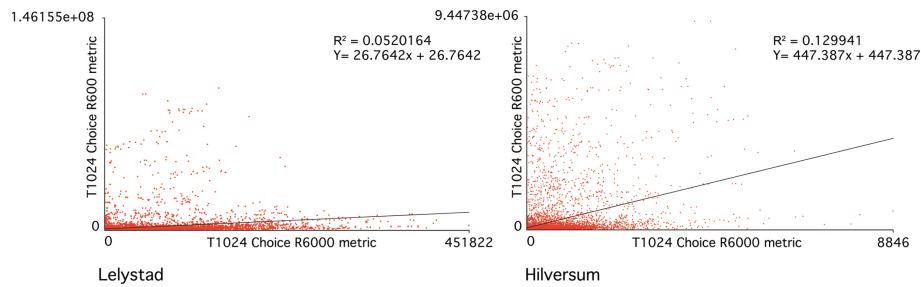 1.46155e+08
R² = 0.0520164
Y= 26.7642x + 26.7642
T1024 Choice R600 metric
0
0
T1024 Choice R6000 metric
451822
Lelystad
9.44738e+06
R² = 0.129941
Y= 447.387x + 447.387
T1024 Choice R600 metric
0
0
T1024 Choice R6000 metric
8846
Hilversum